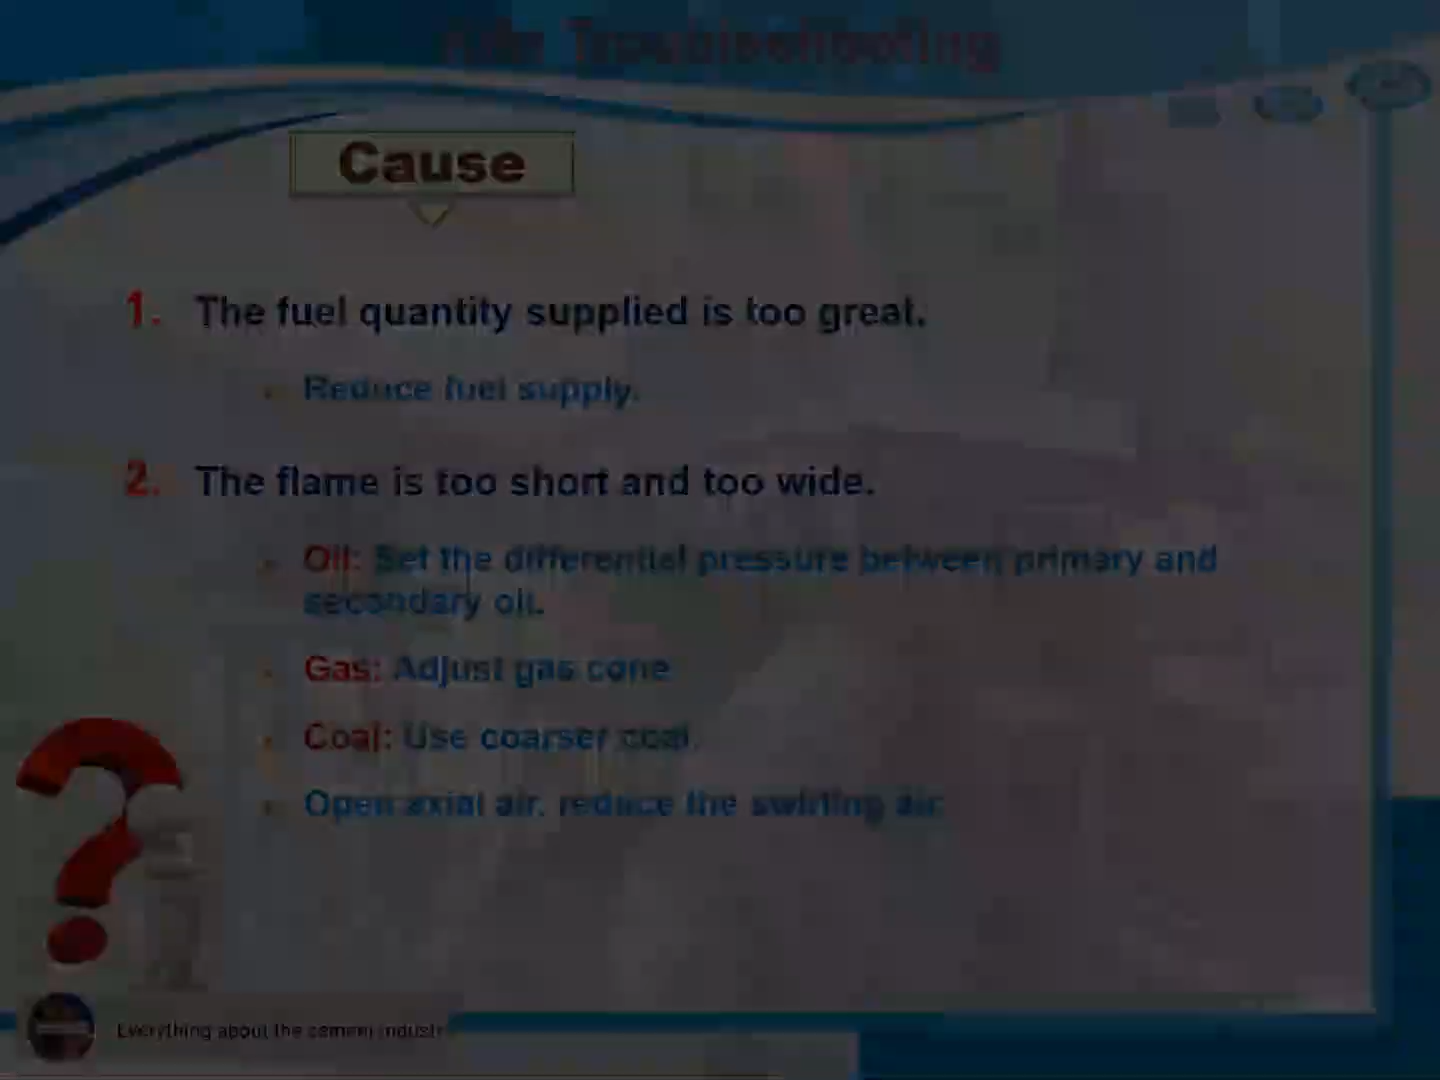 Kiln Troubleshooting
Cause
1. The fuel quantity supplied is too great.
Reduce fuel supply.
2. The flame is too short and too wide.
Oil: Set the differential pressure between primary and
secondary oil.
Gas: Adjust gas cone
Coal: Use coarser coal.
Open axial air, reduce the swirling air.
Everything about the cement industry